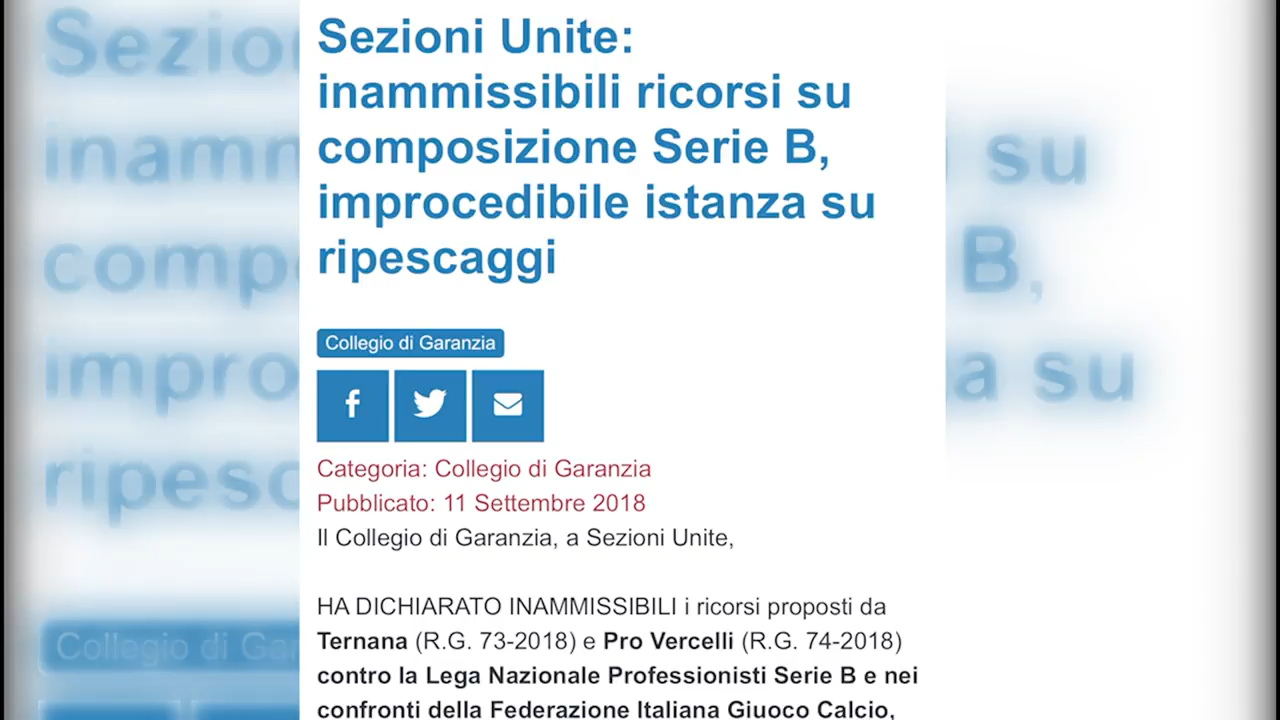 Sezioni Unite:
inammissibili ricorsi su
composizione Serie B,
improcedibile istanza su
ripescaggi
Collegio di Garanzia
Categoria: Collegio di Garanzia
Pubblicato: 11 Settembre 2018
Il Collegio di Garanzia, a Sezioni Unite,
HA DICHIARATO INAMMISSIBILI i ricorsi proposti da
Ternana (R.G. 73-2018) e Pro Vercelli (R.G. 74-2018)
contro la Lega Nazionale Professionisti Serie B e nei
confronti della Federazione Italiana Giuoco Calcio,